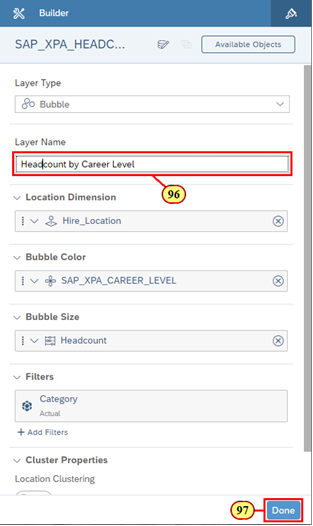 Builder
SAP_XPA_HEADC...
Available Objects
Layer Type
Bubble
Layer Name
Headcount by Career Level
96
Location Dimension
Hire_Location
Bubble Color
SAP_XPA_CAREER_LEVEL
Bubble Size
Headcount
Filters
Category
Actual
+ Add Filters
Cluster Properties
Location Clustering
97
Done